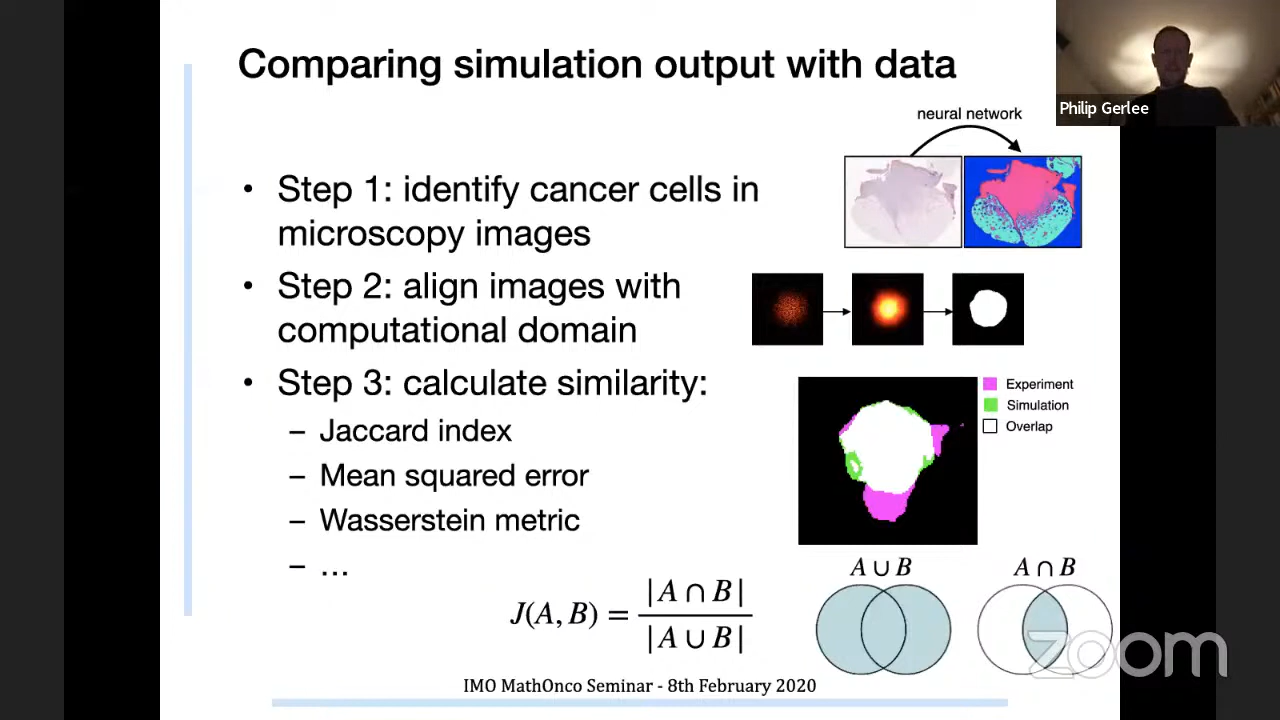 Comparing simulation output with data
Philip Gerlee
neural network
• Step 1: identify cancer cells in
microscopy images
• Step 2: align images with
computational domain
• Step 3: calculate similarity:
– Jaccard index
– Mean squared error
– Wasserstein metric
– …
Experiment
Simulation
Overlap
J(A, B) = |A ∩ B| / |A ∪ B|
A ∪ B
A ∩ B
zoom
IMO MathOnco Seminar - 8th February 2020